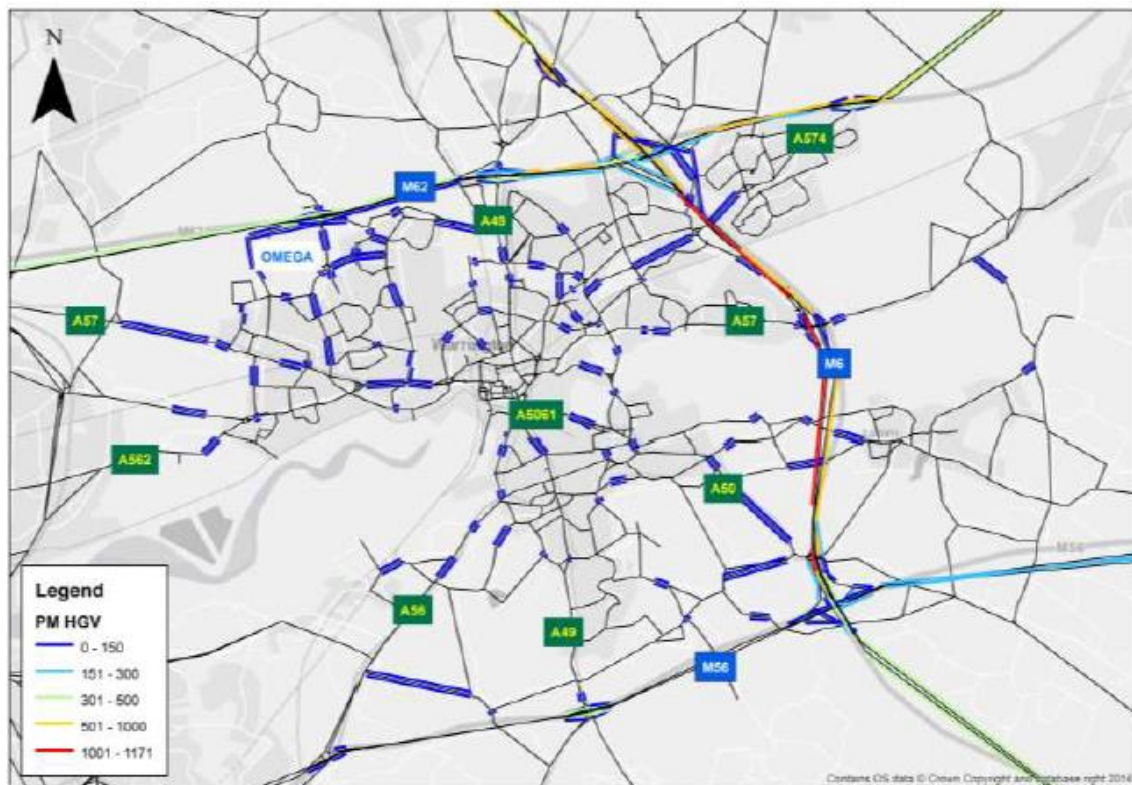 N
A574
M62
A49
OMEGA
A57
A57
M6
A5061
A562
A50
M56
A56
A49
M56
Legend
PM HGV
0 - 150
151 - 300
301 - 500
501 - 1000
1001 - 1171
Contains OS data © Crown Copyright and database right 2014